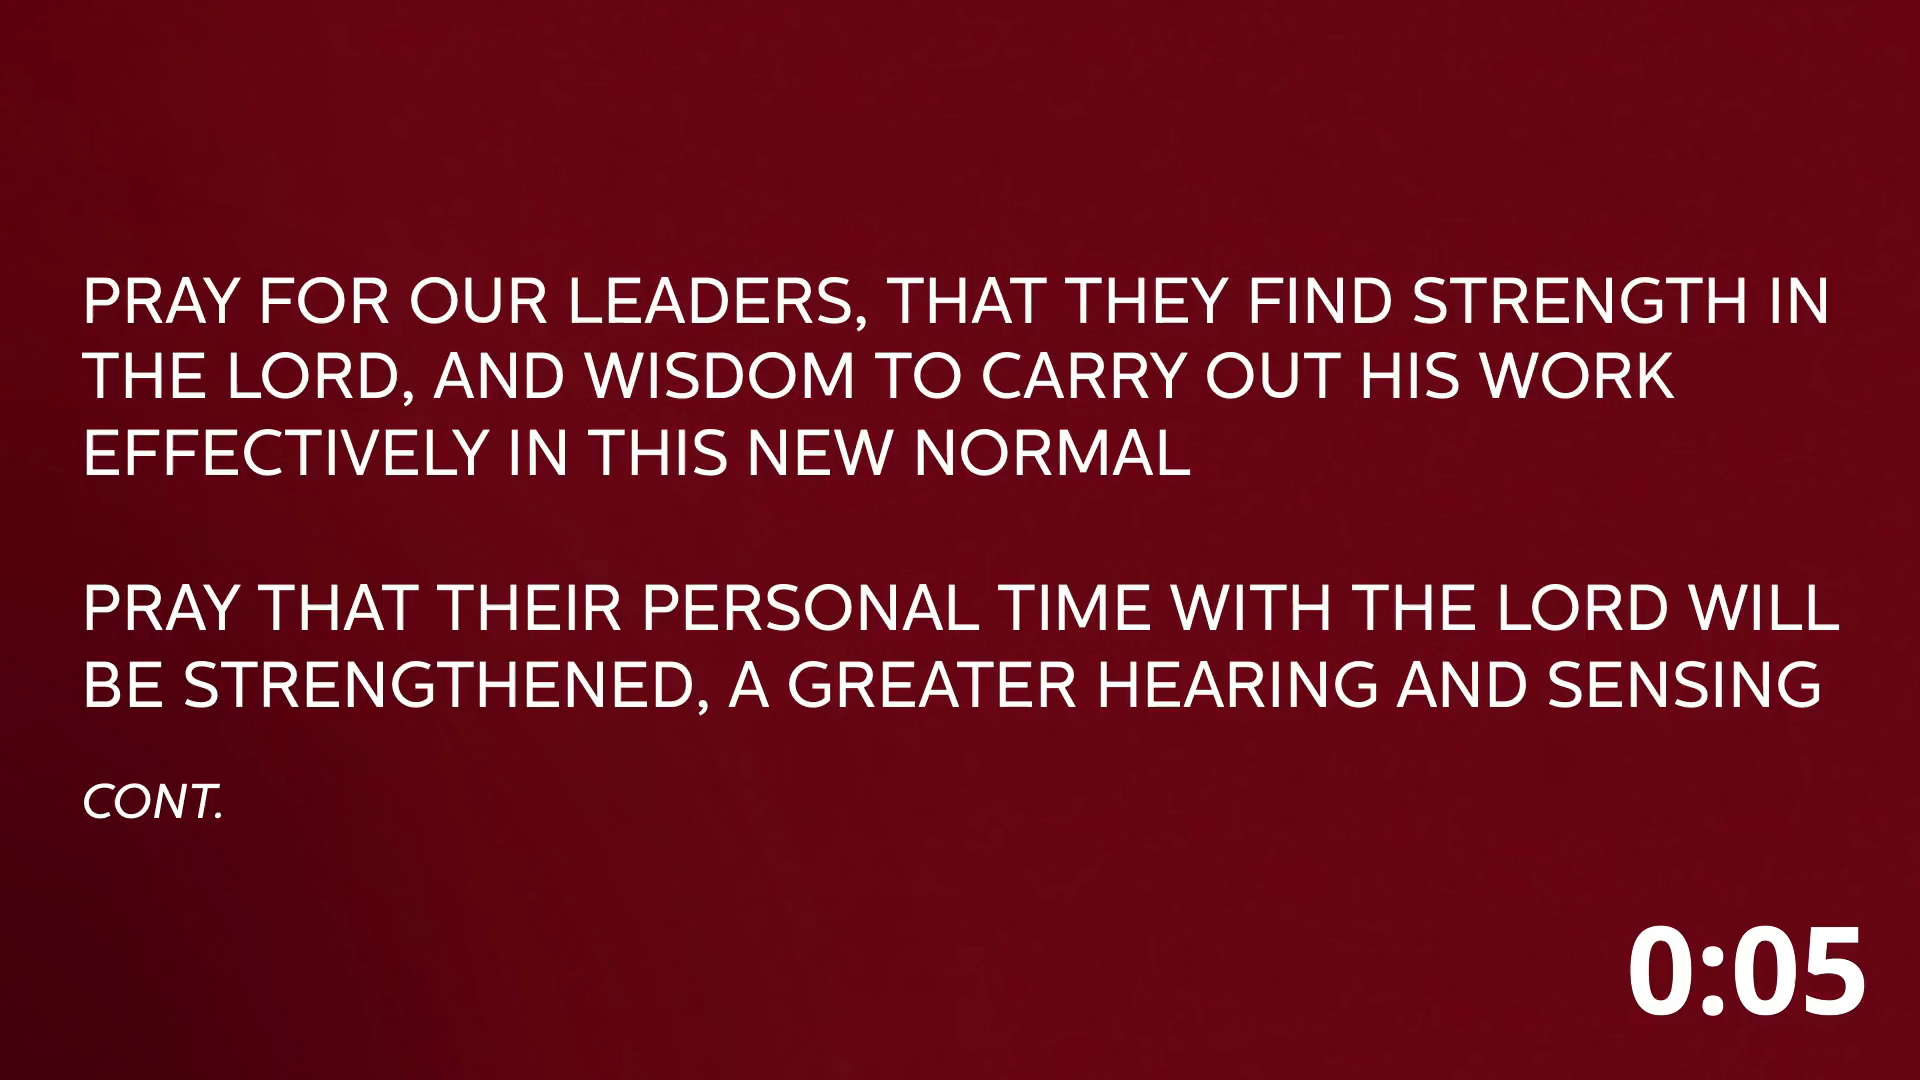 PRAY FOR OUR LEADERS, THAT THEY FIND STRENGTH IN
THE LORD, AND WISDOM TO CARRY OUT HIS WORK
EFFECTIVELY IN THIS NEW NORMAL
PRAY THAT THEIR PERSONAL TIME WITH THE LORD WILL
BE STRENGTHENED, A GREATER HEARING AND SENSING
CONT.
0:05